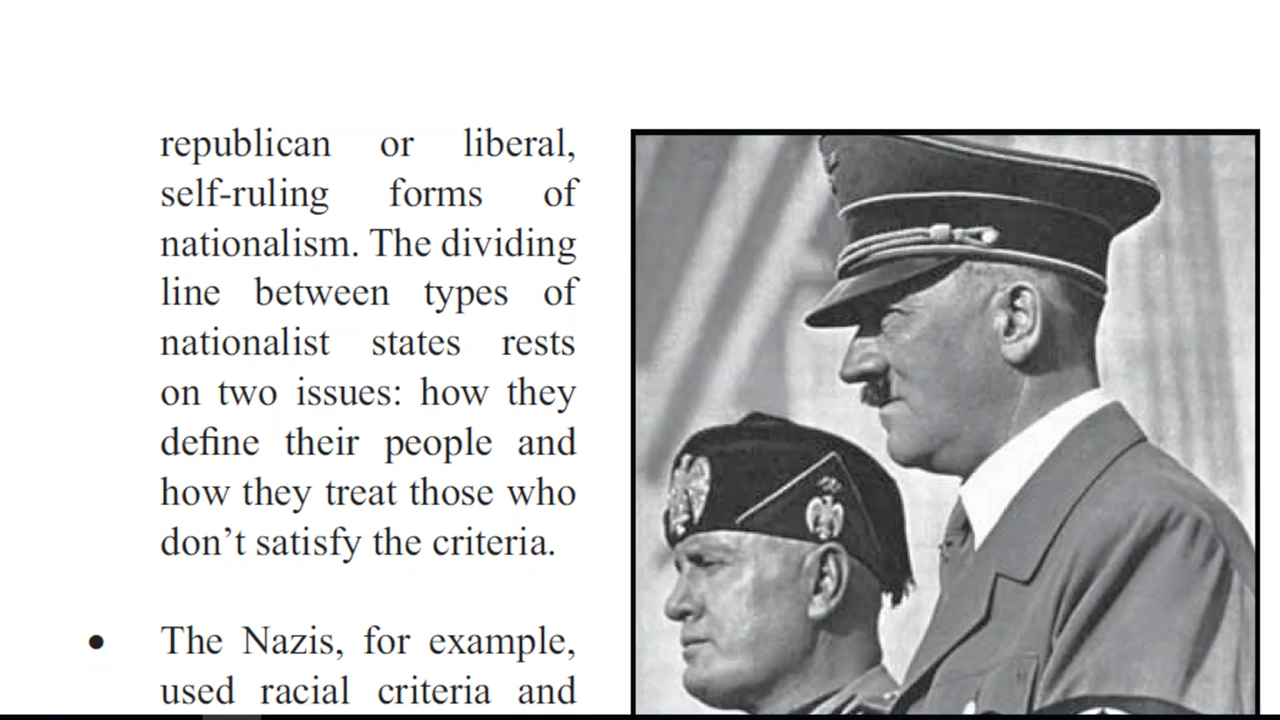 republican or liberal,
self-ruling forms of
nationalism. The dividing
line between types of
nationalist states rests
on two issues: how they
define their people and
how they treat those who
don’t satisfy the criteria.
• The Nazis, for example,
used racial criteria and